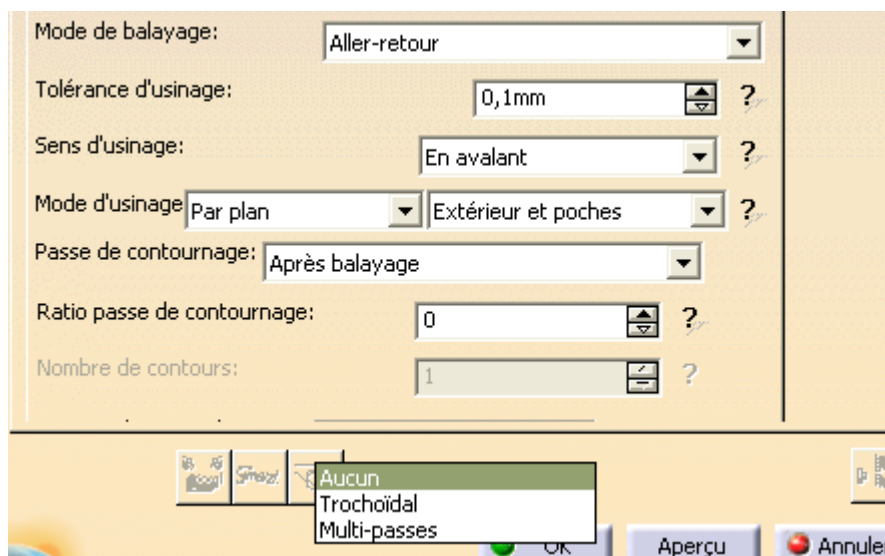 Mode de balayage: Aller-retour
Tolérance d'usinage: 0,1mm ?
Sens d'usinage: En avalant ?
Mode d'usinage Par plan Extérieur et poches ?
Passe de contournage: Après balayage
Ratio passe de contournage: 0 ?
Nombre de contours: 1 ?
Aucun
Trochoïdal
Multi-passes
OK Aperçu Annule